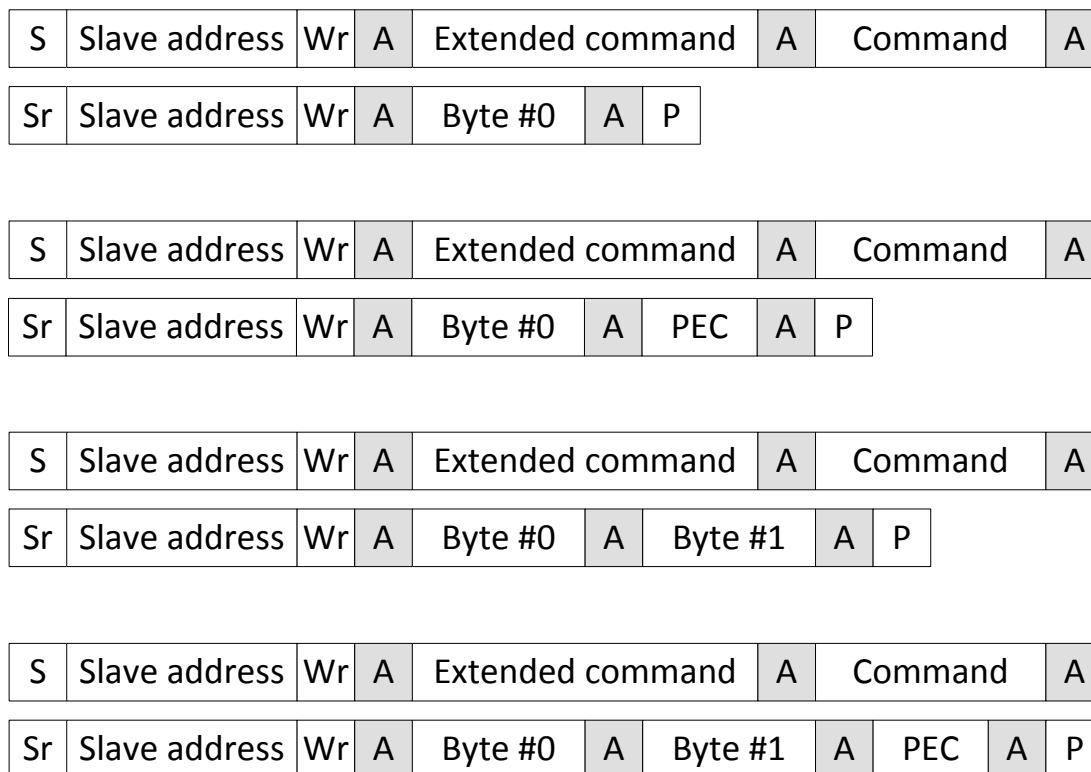 S Slave address Wr A Extended command A Command A
Sr Slave address Wr A Byte #0 A P
S Slave address Wr A Extended command A Command A
Sr Slave address Wr A Byte #0 A PEC A P
S Slave address Wr A Extended command A Command A
Sr Slave address Wr A Byte #0 A Byte #1 A P
S Slave address Wr A Extended command A Command A
Sr Slave address Wr A Byte #0 A Byte #1 A PEC A P